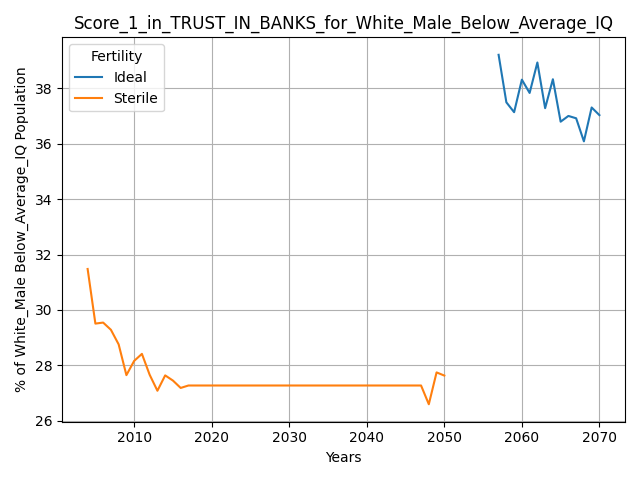 Score_1_in_TRUST_IN_BANKS_for_White_Male_Below_Average_IQ
Fertility
Ideal
Sterile
% of White_Male Below_Average_IQ Population
38
36
34
32
30
28
26
2010
2020
2030
2040
2050
2060
2070
Years